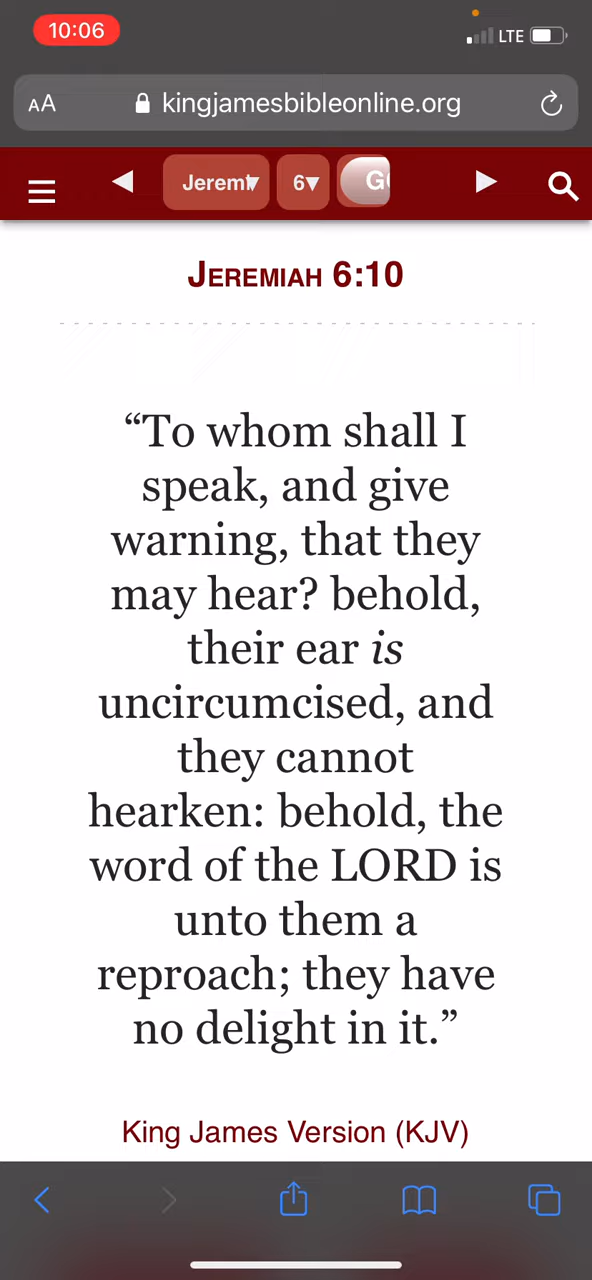 10:06
LTE
AA kingjamesbibleonline.org
6
JEREMIAH 6:10
“To whom shall I
speak, and give
warning, that they
may hear? behold,
their ear is
uncircumcised, and
they cannot
hearken: behold, the
word of the LORD is
unto them a
reproach; they have
no delight in it.”
King James Version (KJV)